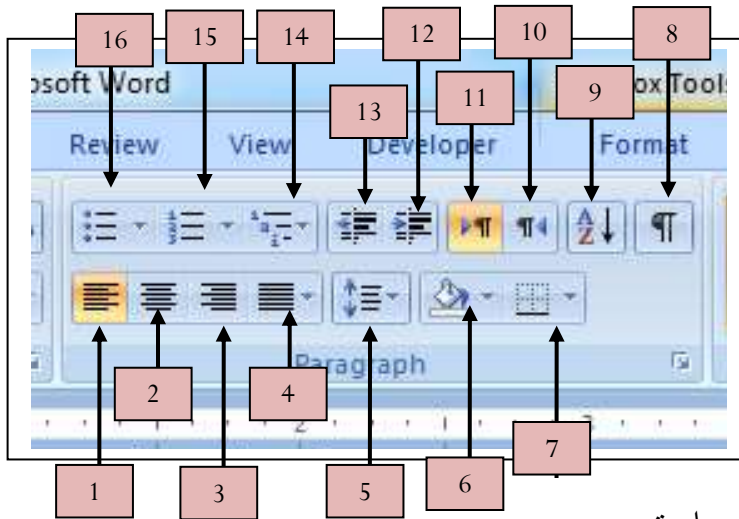 16 15 14 12 10 8
13 11 9
osoft Word ox Tools
Review View Developer Format
Paragraph
2 4
1 3 5 6 7